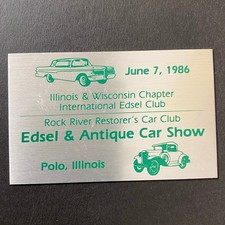 June 7, 1986
Illinois & Wisconsin Chapter
International Edsel Club
Rock River Restorer's Car Club
Edsel & Antique Car Show
Polo, Illinois